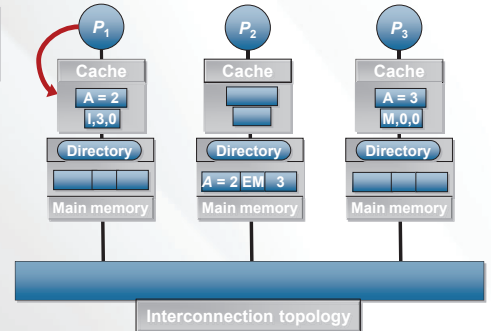 P1
P2
P3
Cache
Cache
Cache
A = 2
I,3,0
A = 3
M,0,0
Directory
Directory
Directory
A = 2 EM 3
Main memory
Main memory
Main memory
Interconnection topology